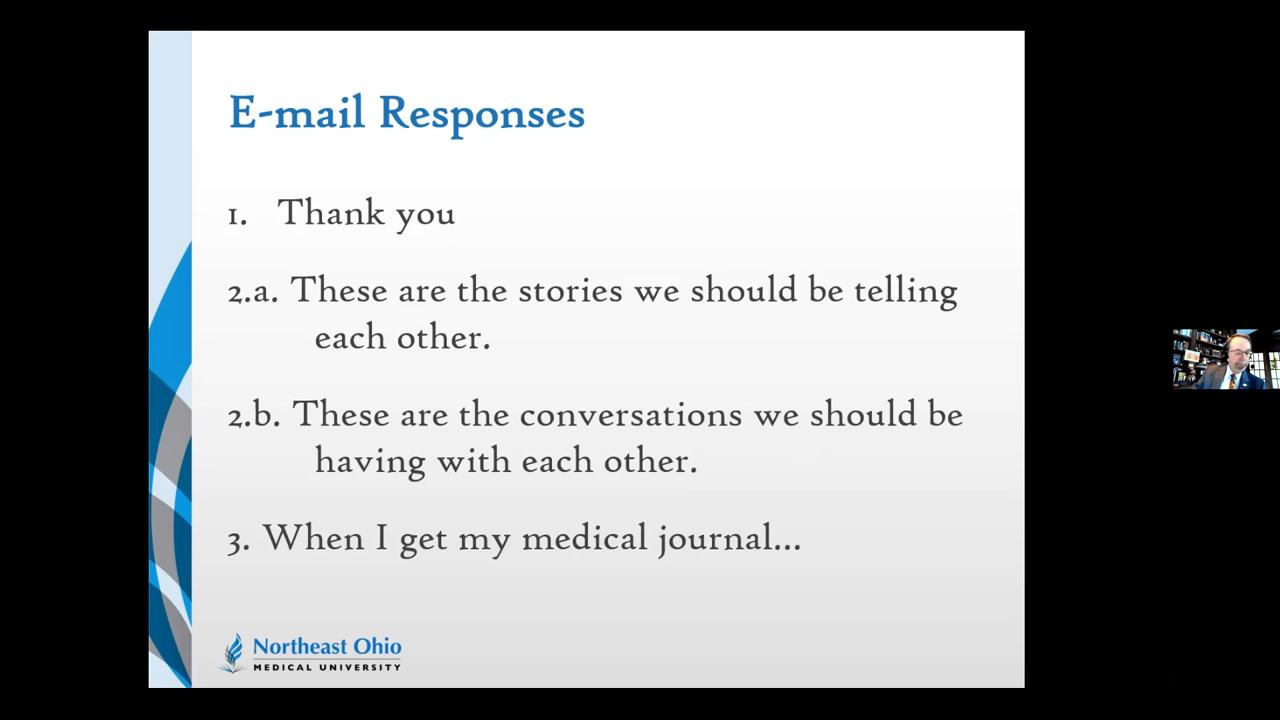 E-mail Responses
1. Thank you
2.a. These are the stories we should be telling
each other.
2.b. These are the conversations we should be
having with each other.
3. When I get my medical journal...
Northeast Ohio
MEDICAL UNIVERSITY